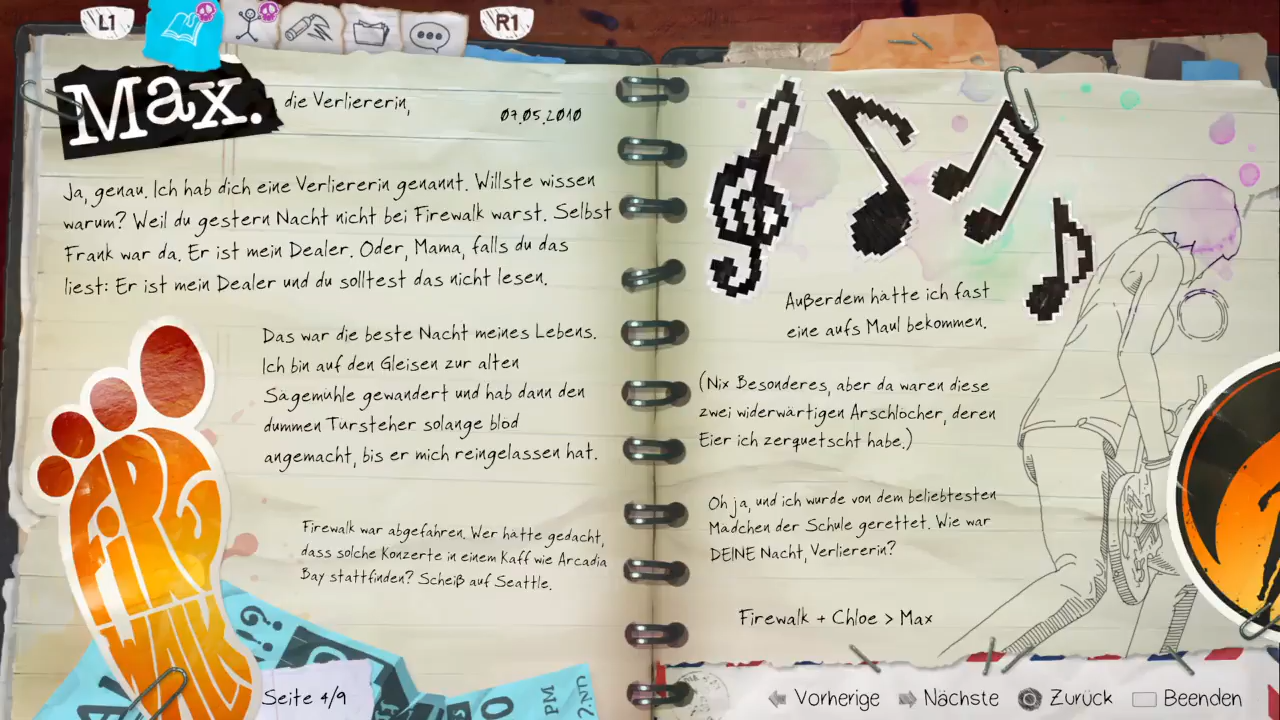 L1
R1
Max.
die Verliererin,
07.05.2010
Ja, genau. Ich hab dich eine Verliererin genannt. Willste wissen
warum? Weil du gestern Nacht nicht bei Firewalk warst. Selbst
Frank war da. Er ist mein Dealer. Oder, Mama, falls du das
liest: Er ist mein Dealer und du solltest das nicht lesen.
Das war die beste Nacht meines Lebens.
Ich bin auf den Gleisen zur alten
Sägemühle gewandert und hab dann den
dummen Türsteher solange blöd
angemacht, bis er mich reingelassen hat.
Firewalk war abgefahren. Wer hätte gedacht,
dass solche Konzerte in einem Kaff wie Arcadia
Bay stattfinden? Scheiß auf Seattle.
FIRE
WALK
!?
PM
Seite 4/9
Außerdem hätte ich fast
eine aufs Maul bekommen.
(Nix Besonderes, aber da waren diese
zwei widerwärtigen Arschlöcher, deren
Eier ich zerquetscht habe.)
Oh ja, und ich wurde von dem beliebtesten
Mädchen der Schule gerettet. Wie war
DEINE Nacht, Verliererin?
Firewalk + Chloe > Max
Vorherige
Nächste
Zurück
Beenden